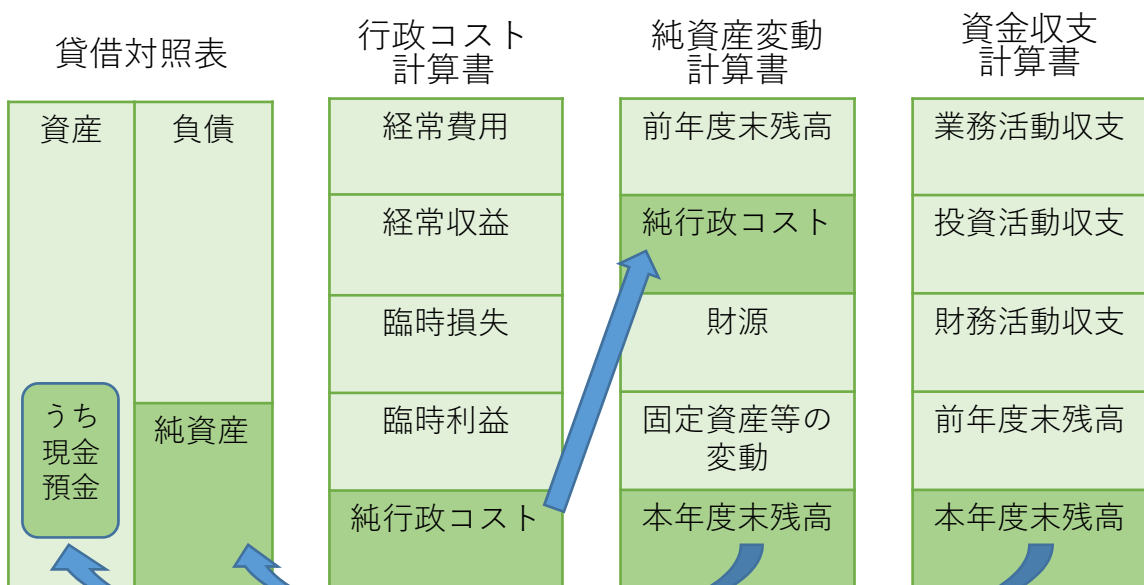 貸借対照表
資産
負債
うち
現金
預金
純資産
行政コスト
計算書
経常費用
経常収益
臨時損失
臨時利益
純行政コスト
純資産変動
計算書
前年度末残高
純行政コスト
財源
固定資産等の
変動
本年度末残高
資金収支
計算書
業務活動収支
投資活動収支
財務活動収支
前年度末残高
本年度末残高